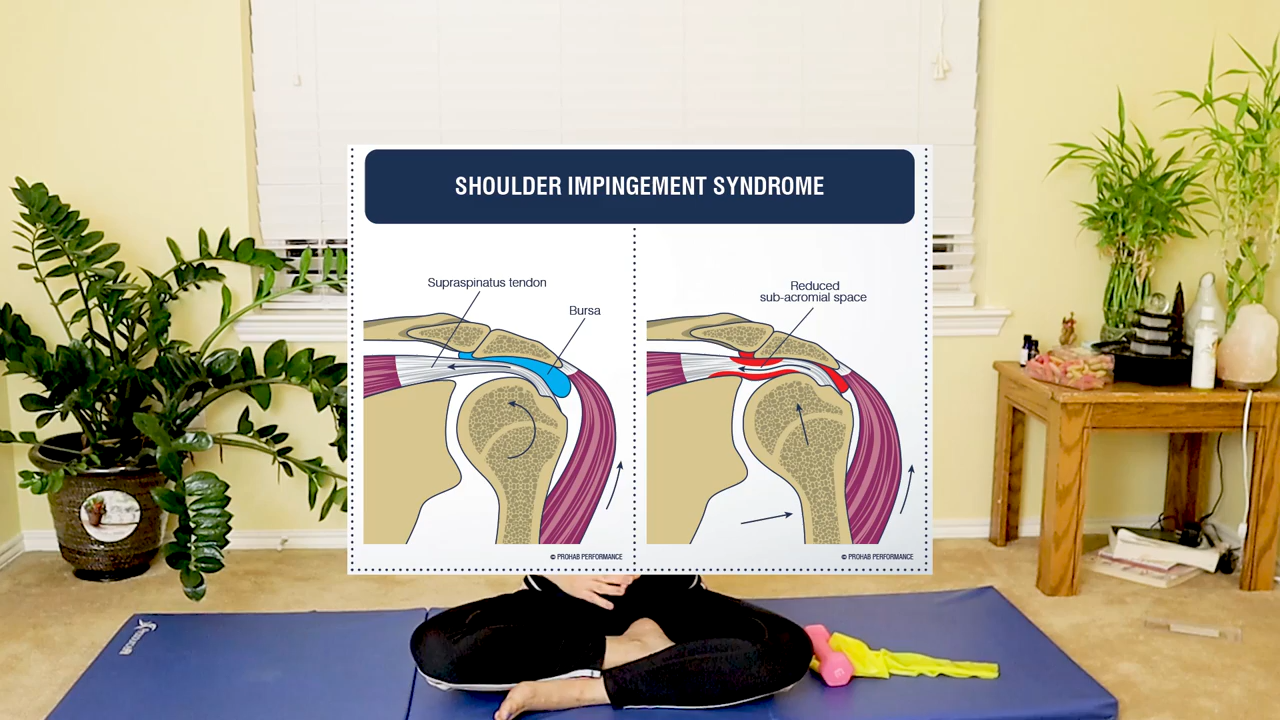 SHOULDER IMPINGEMENT SYNDROME
Supraspinatus tendon
Bursa
© PROHAB PERFORMANCE
Reduced
sub-acromial space
© PROHAB PERFORMANCE